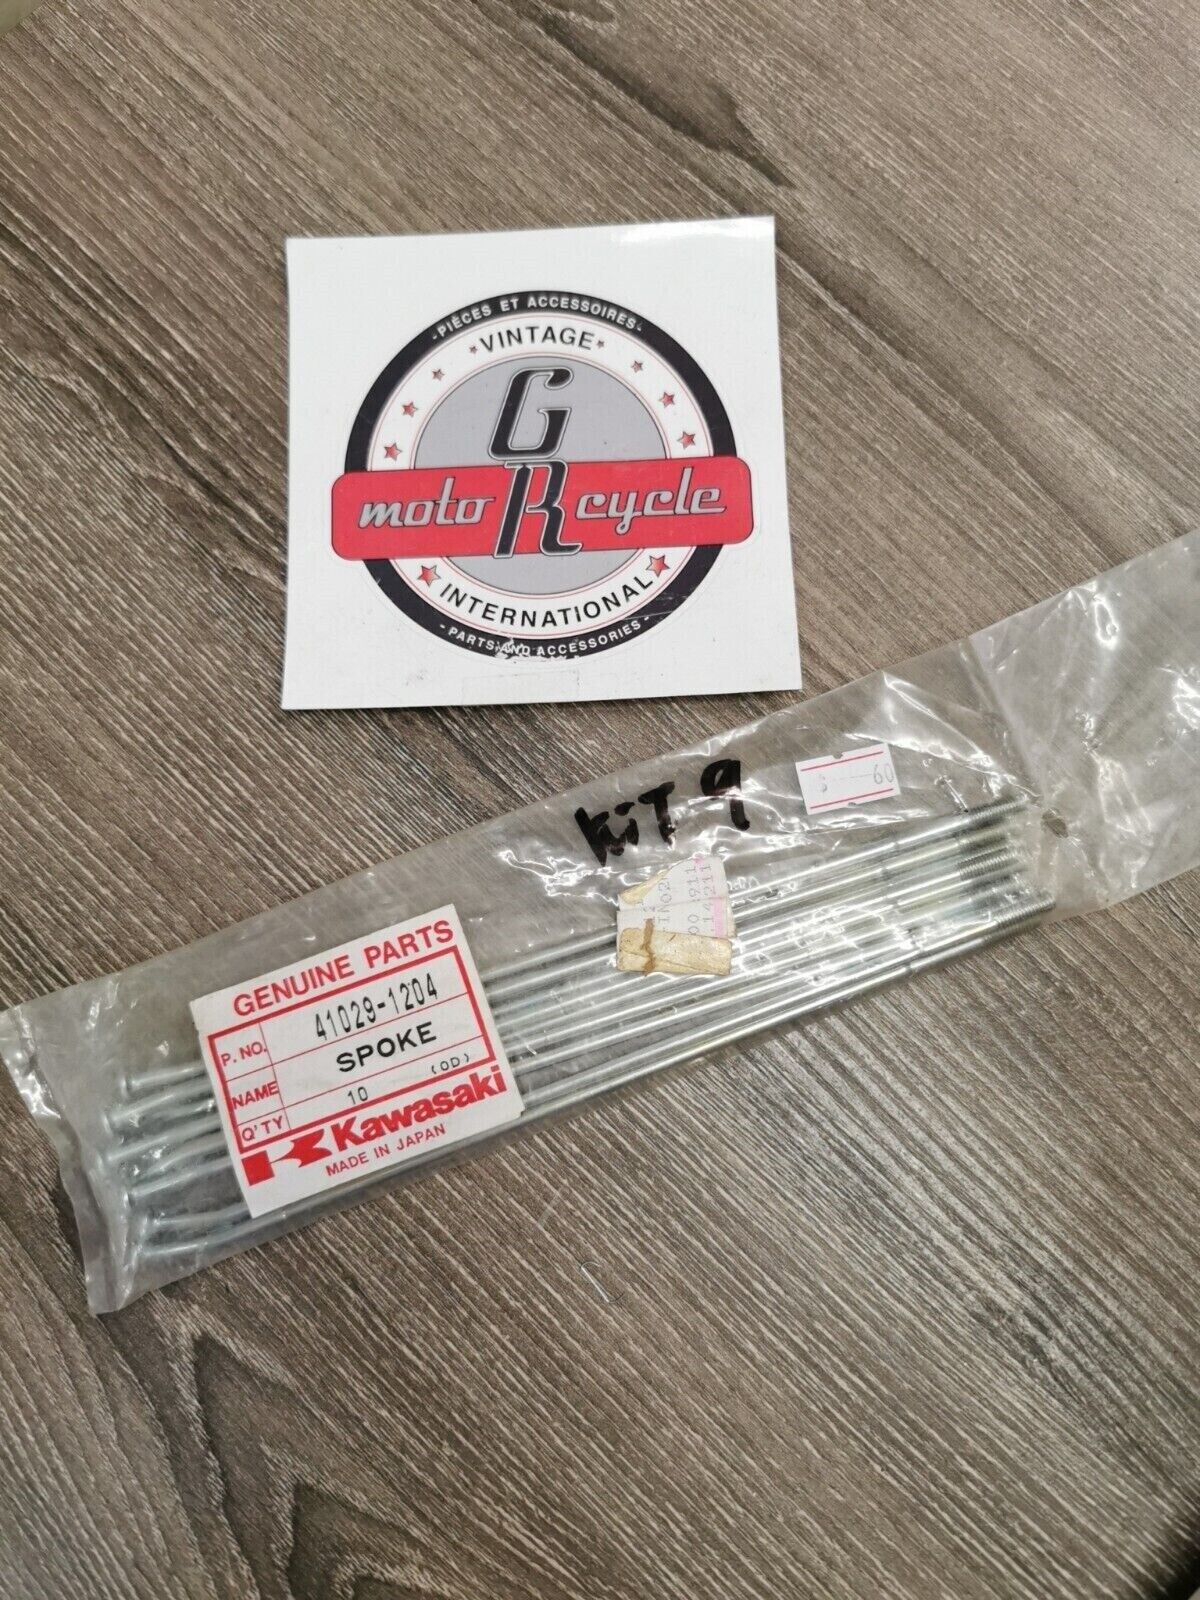 ·PIÈCES ET ACCESSOIRES·
VINTAGE
G
moto R cycle
INTERNATIONAL
- PARTS AND ACCESSORIES -
KiT 9
60
GENUINE PARTS
P. NO. 41029-1204
NAME SPOKE
Q'TY 10 (OD)
Kawasaki
MADE IN JAPAN